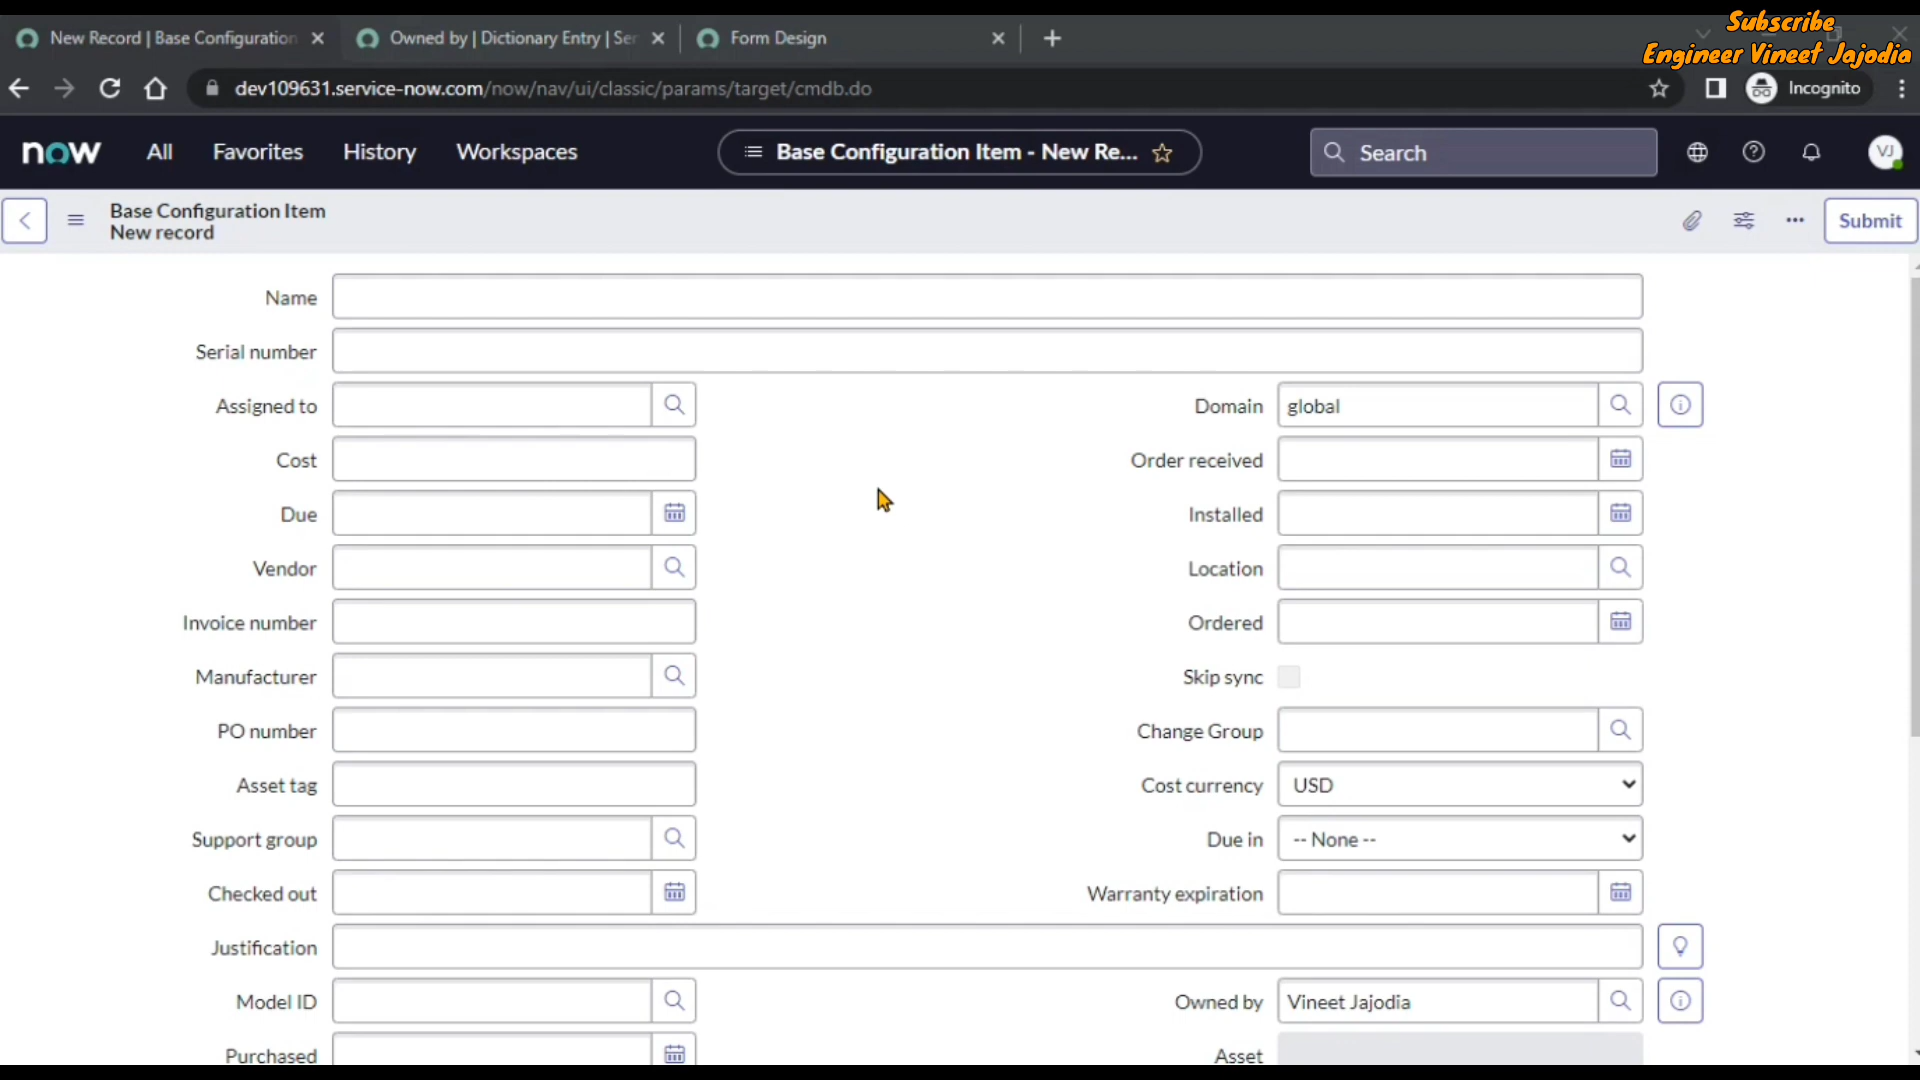 Subscribe
Engineer Vineet Jajodia
New Record | Base Configuration
Owned by | Dictionary Entry | Ser
Form Design
dev109631.service-now.com/now/nav/ui/classic/params/target/cmdb.do
Incognito
now All Favorites History Workspaces
Base Configuration Item - New Re...
Search
VJ
Base Configuration Item
New record
Submit
Name
Serial number
Assigned to
Domain global
Cost
Order received
Due
Installed
Vendor
Location
Invoice number
Ordered
Manufacturer
Skip sync
PO number
Change Group
Asset tag
Cost currency USD
Support group
Due in -- None --
Checked out
Warranty expiration
Justification
Model ID
Owned by Vineet Jajodia
Purchased
Asset